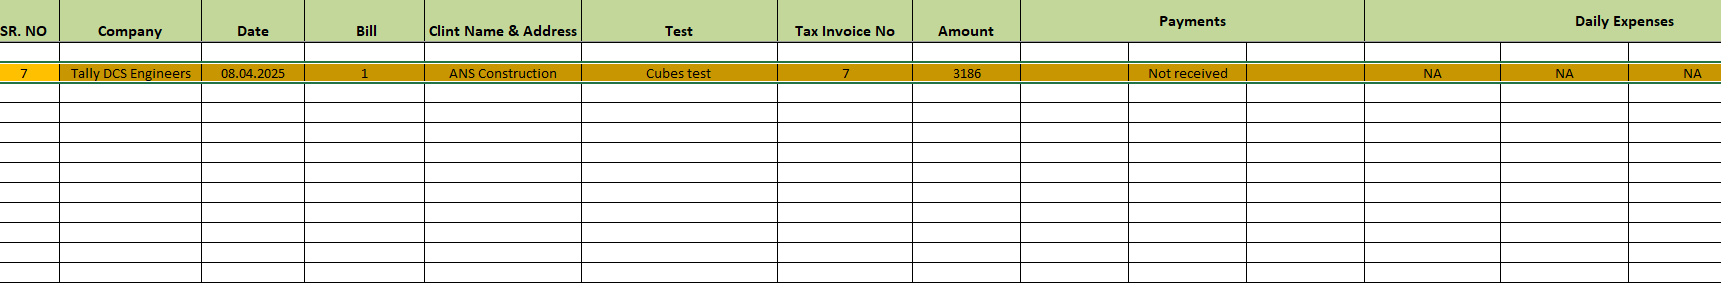 SR. NO Company Date Bill Clint Name & Address Test Tax Invoice No Amount Payments Daily Expenses
7 Tally DCS Engineers 08.04.2025 1 ANS Construction Cubes test 7 3186 Not received NA NA NA